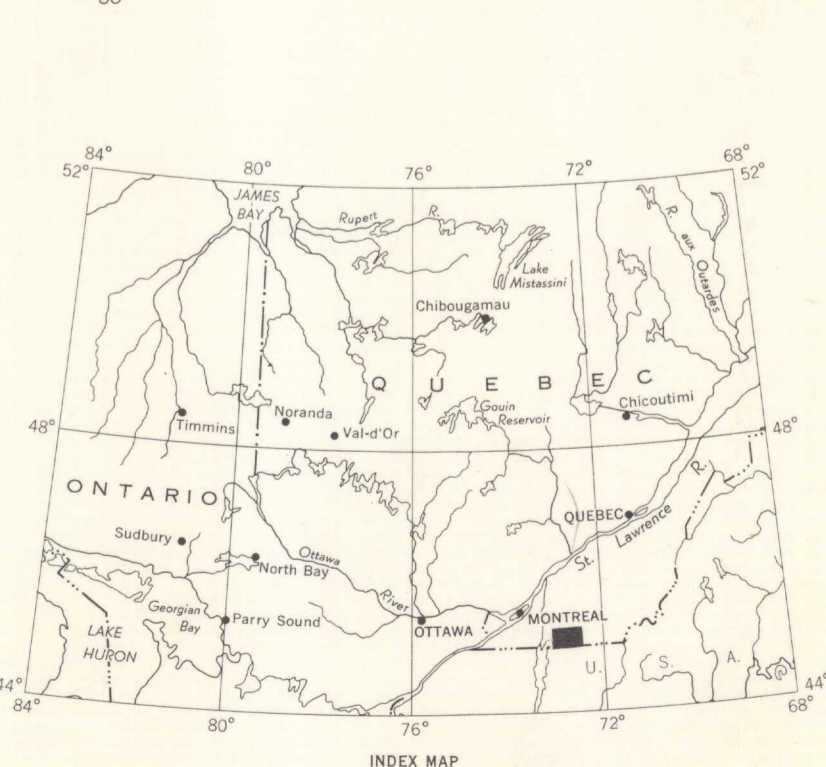 84° 80° 76° 72° 68°
52° 52°
JAMES
BAY
Rupert R.
R. aux Outardes
Lake
Mistassini
Chibougamau
QUEBEC
Gouin
Reservoir
Chicoutimi
Timmins
Noranda
Val-d'Or
48° 48°
ONTARIO
QUEBEC
St. Lawrence R.
Sudbury
North Bay
Ottawa River
Georgian
Bay
Parry Sound
OTTAWA
MONTREAL
LAKE
HURON
U. S. A.
44° 44°
84° 80° 76° 72° 68°
INDEX MAP